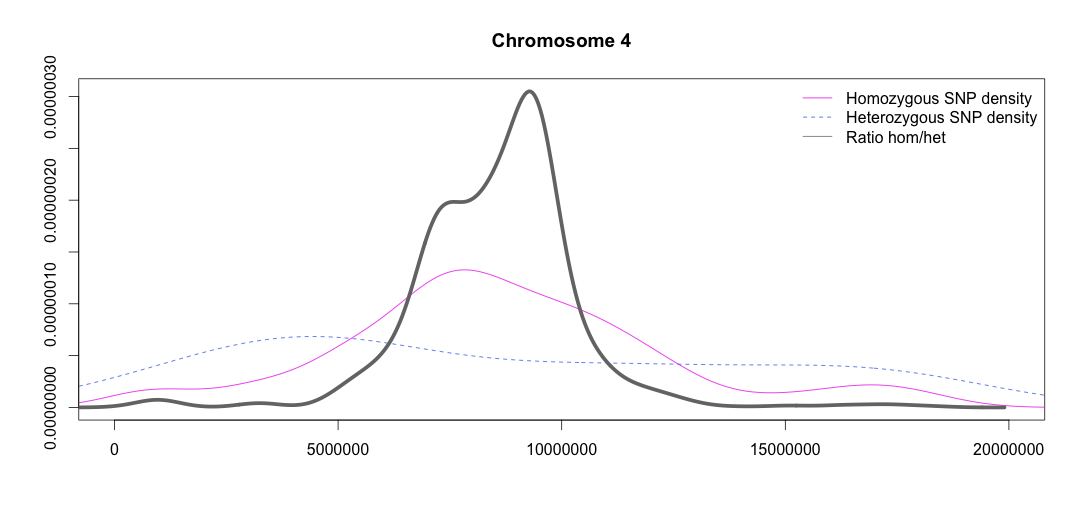 Chromosome 4
0.00000030
0.00000020
0.00000010
0.00000000
Homozygous SNP density
Heterozygous SNP density
Ratio hom/het
0 5000000 10000000 15000000 20000000